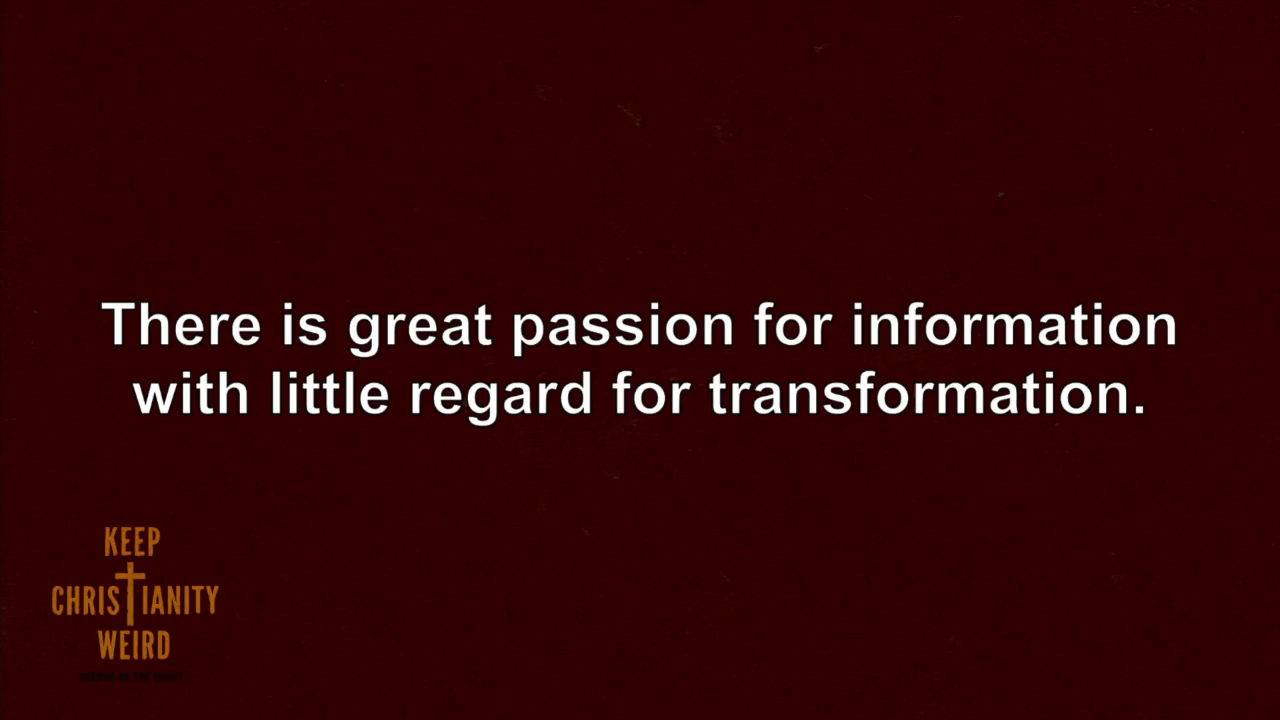 There is great passion for information
with little regard for transformation.
KEEP
CHRISTIANITY
WEIRD